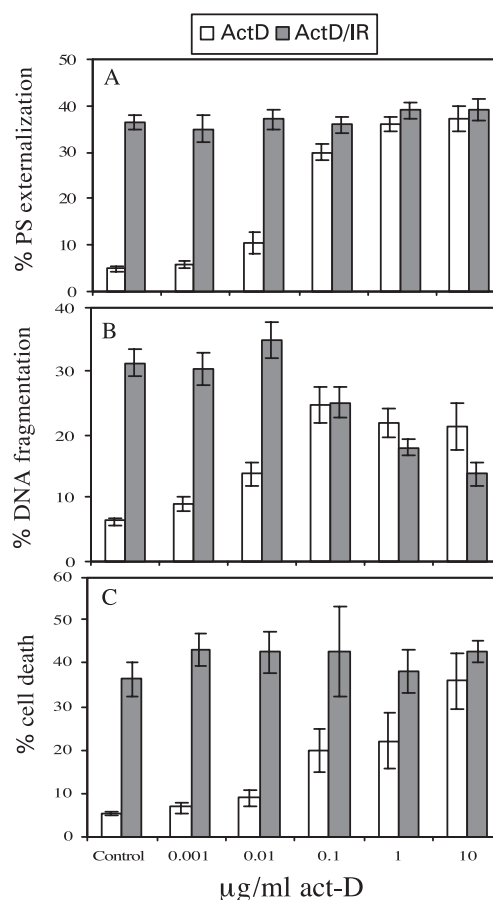 ActD ActD/IR
A
% PS externalization
50
40
30
20
10
0
B
% DNA fragmentation
40
30
20
10
0
C
% cell death
60
50
40
30
20
10
0
Control 0.001 0.01 0.1 1 10
µg/ml act-D